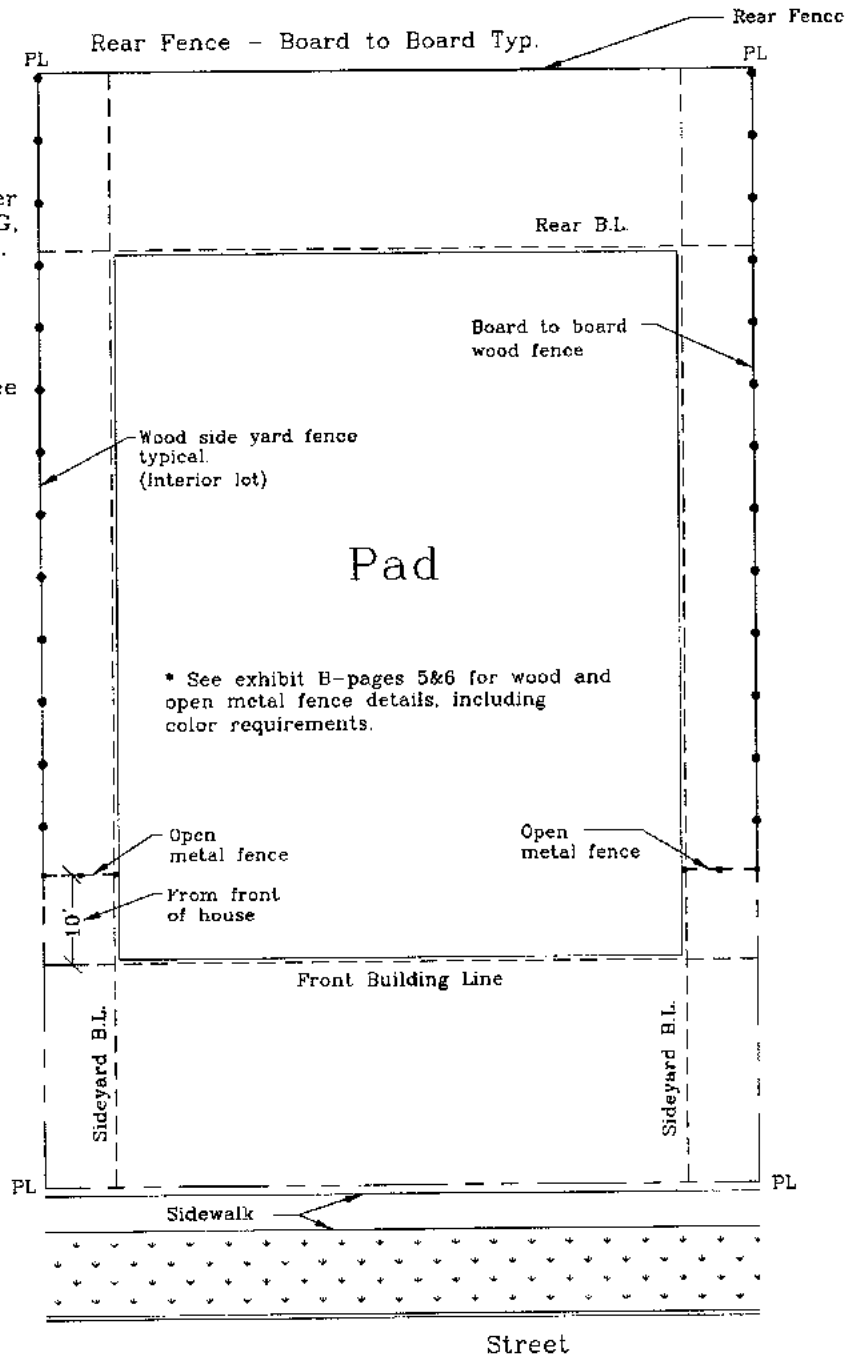 Rear Fence
Rear Fence - Board to Board Typ.
PL
PL
er
G,
.
Rear B.L.
Board to board
wood fence
ce
Wood side yard fence
typical.
(Interior lot)
Pad
* See exhibit B-pages 5&6 for wood and
open metal fence details, including
color requirements.
Open
metal fence
Open
metal fence
From front
of house
10'
Front Building Line
Sideyard B.L.
Sideyard B.L.
PL
PL
Sidewalk
Street